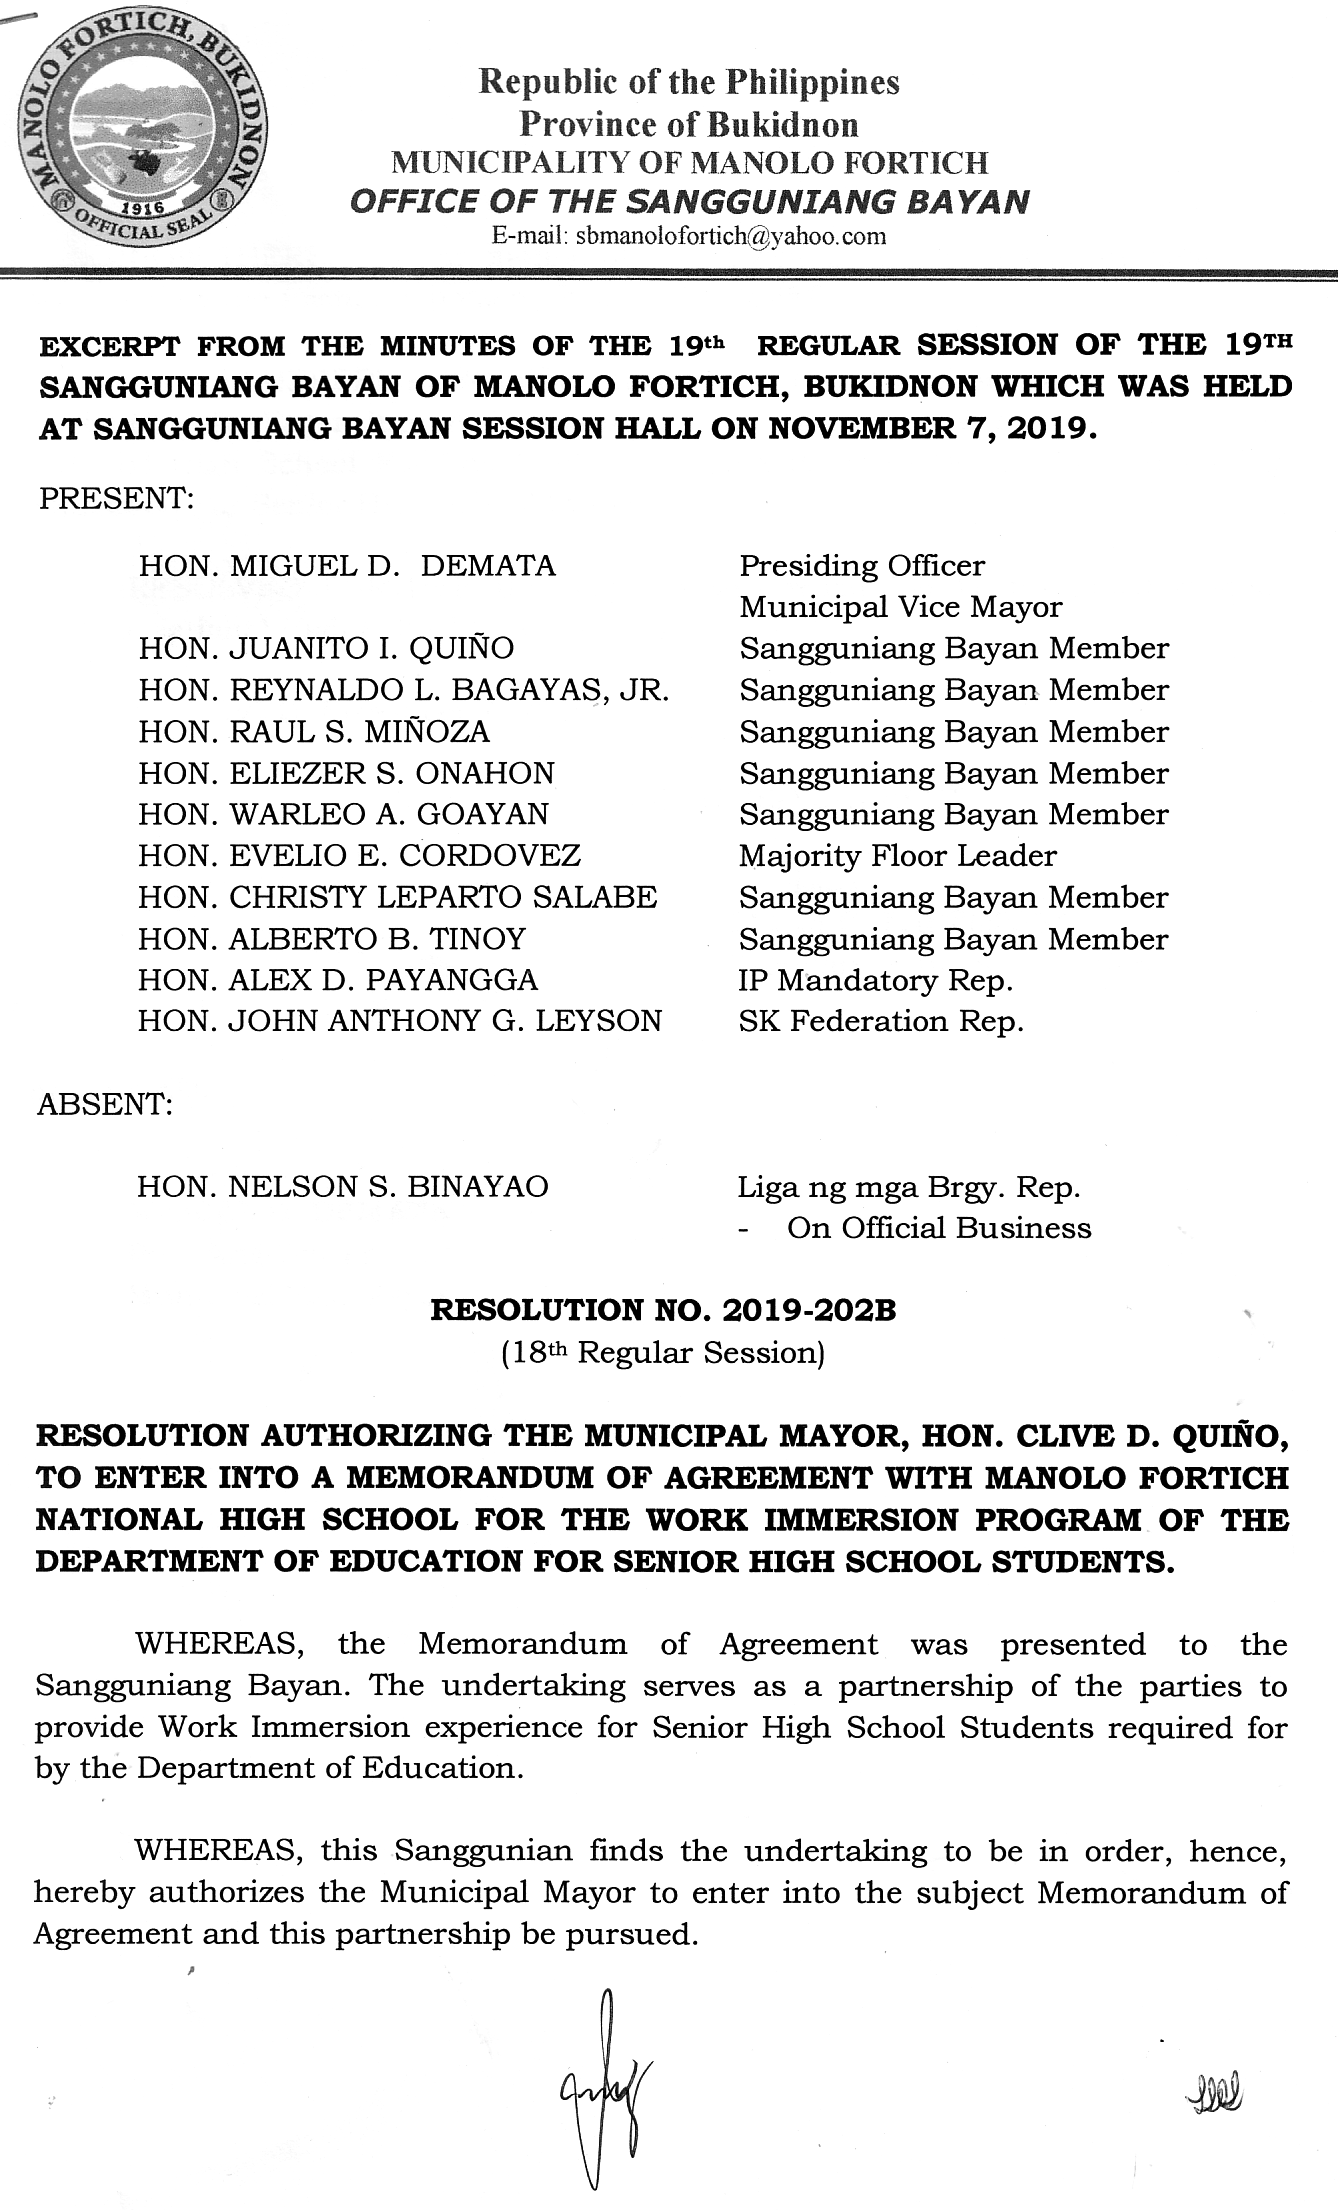 MANOLO FORTICH, BUKIDNON
1916
OFFICIAL SEAL
Republic of the Philippines
Province of Bukidnon
MUNICIPALITY OF MANOLO FORTICH
OFFICE OF THE SANGGUNIANG BAYAN
E-mail: sbmanolofortich@yahoo.com
EXCERPT FROM THE MINUTES OF THE 19th REGULAR SESSION OF THE 19TH
SANGGUNIANG BAYAN OF MANOLO FORTICH, BUKIDNON WHICH WAS HELD
AT SANGGUNIANG BAYAN SESSION HALL ON NOVEMBER 7, 2019.
PRESENT:
HON. MIGUEL D. DEMATA Presiding Officer
Municipal Vice Mayor
HON. JUANITO I. QUIÑO Sangguniang Bayan Member
HON. REYNALDO L. BAGAYAS, JR. Sangguniang Bayan Member
HON. RAUL S. MIÑOZA Sangguniang Bayan Member
HON. ELIEZER S. ONAHON Sangguniang Bayan Member
HON. WARLEO A. GOAYAN Sangguniang Bayan Member
HON. EVELIO E. CORDOVEZ Majority Floor Leader
HON. CHRISTY LEPARTO SALABE Sangguniang Bayan Member
HON. ALBERTO B. TINOY Sangguniang Bayan Member
HON. ALEX D. PAYANGGA IP Mandatory Rep.
HON. JOHN ANTHONY G. LEYSON SK Federation Rep.
ABSENT:
HON. NELSON S. BINAYAO Liga ng mga Brgy. Rep.
- On Official Business
RESOLUTION NO. 2019-202B
(18th Regular Session)
RESOLUTION AUTHORIZING THE MUNICIPAL MAYOR, HON. CLIVE D. QUIÑO,
TO ENTER INTO A MEMORANDUM OF AGREEMENT WITH MANOLO FORTICH
NATIONAL HIGH SCHOOL FOR THE WORK IMMERSION PROGRAM OF THE
DEPARTMENT OF EDUCATION FOR SENIOR HIGH SCHOOL STUDENTS.
WHEREAS, the Memorandum of Agreement was presented to the
Sangguniang Bayan. The undertaking serves as a partnership of the parties to
provide Work Immersion experience for Senior High School Students required for
by the Department of Education.
WHEREAS, this Sanggunian finds the undertaking to be in order, hence,
hereby authorizes the Municipal Mayor to enter into the subject Memorandum of
Agreement and this partnership be pursued.